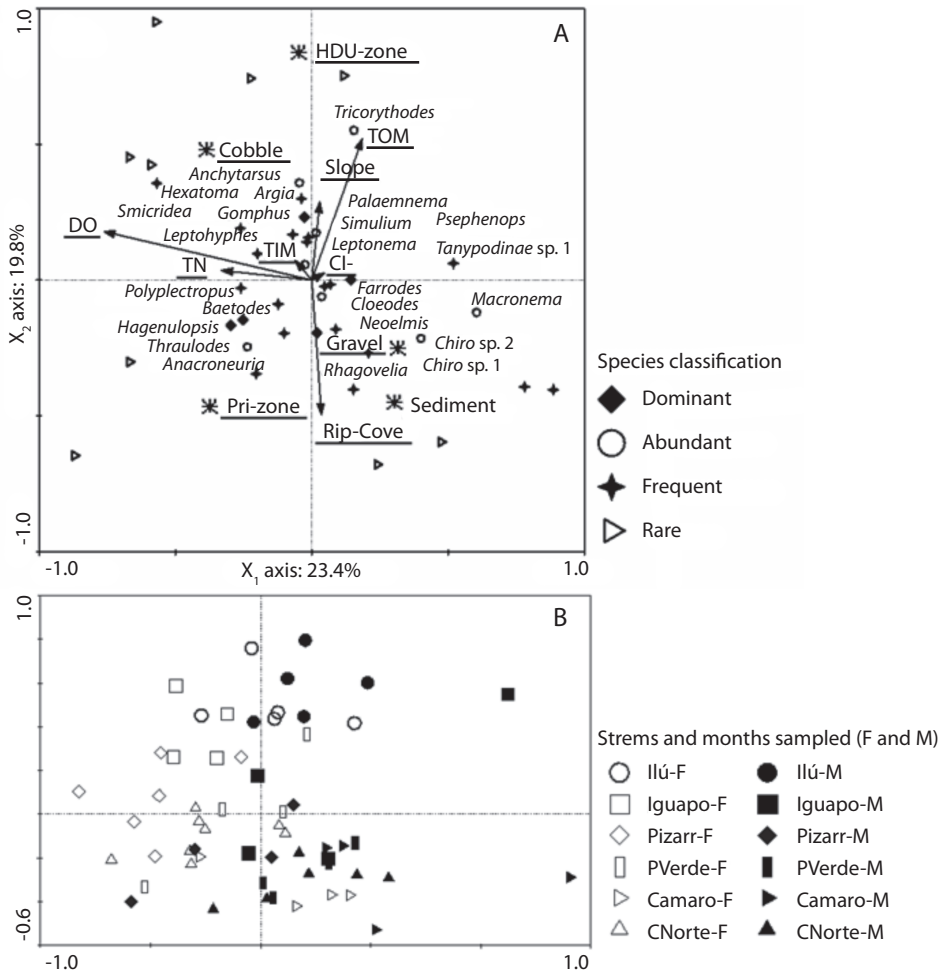 1.0
A
HDU-zone
Tricorythodes
TOM
Cobble
Slope
Anchytarsus
Hexatoma
Argia
Palaemnema
Smicridea
Gomphus
Simulium
Psephenops
DO
Leptohyphes
TIM
Leptonema
Tanypodinae sp. 1
TN
Cl-
Polyplectropus
Farrodes
Macronema
Baetodes
Cloeodes
Hagenulopsis
Neoelmis
Thraulodes
Gravel
Chiro sp. 2
Anacroneuria
Rhagovelia
Chiro sp. 1
Pri-zone
Sediment
Rip-Cove
X2 axis: 19.8%
-1.0
-1.0
X1 axis: 23.4%
1.0
Species classification
Dominant
Abundant
Frequent
Rare
1.0
B
-0.6
-1.0
1.0
Strems and months sampled (F and M)
Ilú-F
Ilú-M
Iguapo-F
Iguapo-M
Pizarr-F
Pizarr-M
PVerde-F
PVerde-M
Camaro-F
Camaro-M
CNorte-F
CNorte-M